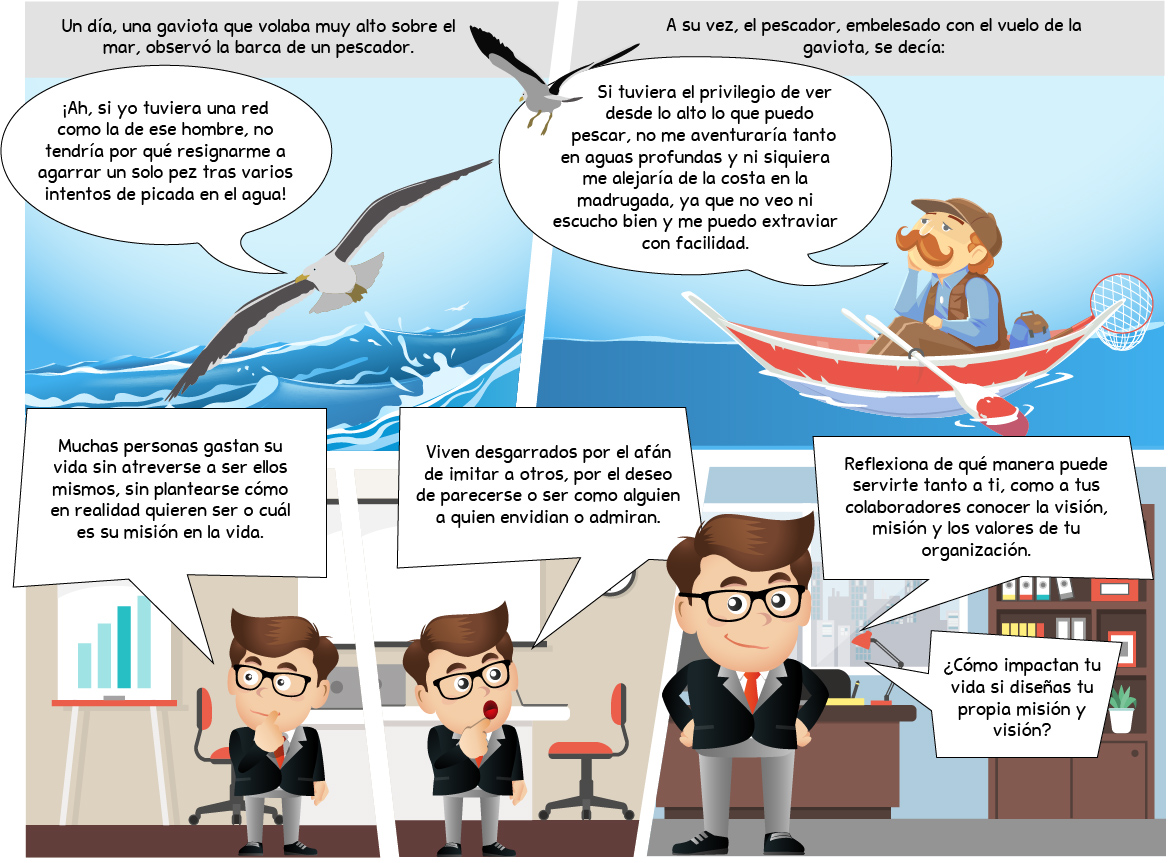 Un día, una gaviota que volaba muy alto sobre el
mar, observó la barca de un pescador.
¡Ah, si yo tuviera una red
como la de ese hombre, no
tendría por qué resignarme a
agarrar un solo pez tras varios
intentos de picada en el agua!
A su vez, el pescador, embelesado con el vuelo de la
gaviota, se decía:
Si tuviera el privilegio de ver
desde lo alto lo que puedo
pescar, no me aventuraría tanto
en aguas profundas y ni siquiera
me alejaría de la costa en la
madrugada, ya que no veo ni
escucho bien y me puedo extraviar
con facilidad.
Muchas personas gastan su
vida sin atreverse a ser ellos
mismos, sin plantearse cómo
en realidad quieren ser o cuál
es su misión en la vida.
Viven desgarrados por el afán
de imitar a otros, por el deseo
de parecerse o ser como alguien
a quien envidian o admiran.
Reflexiona de qué manera puede
servirte tanto a ti, como a tus
colaboradores conocer la visión,
misión y los valores de tu
organización.
¿Cómo impactan tu
vida si diseñas tu
propia misión y
visión?